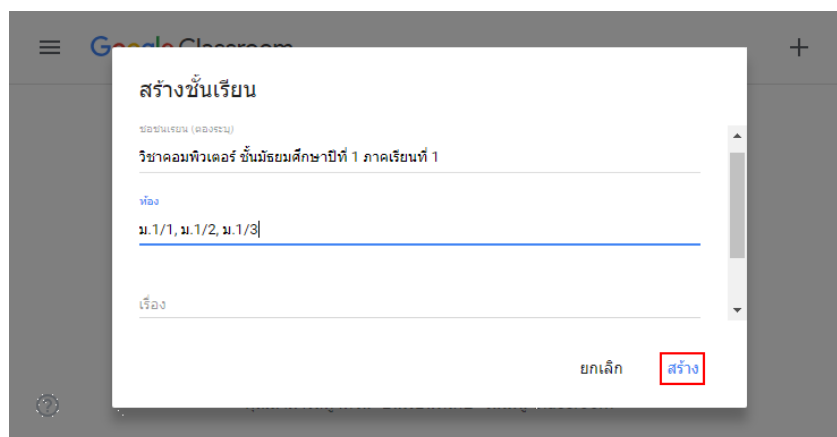 Google Classroom
สร้างชั้นเรียน
ชื่อชั้นเรียน (ต้องระบุ)
วิชาคอมพิวเตอร์ ชั้นมัธยมศึกษาปีที่ 1 ภาคเรียนที่ 1
ห้อง
ม.1/1, ม.1/2, ม.1/3
เรื่อง
ยกเลิก
สร้าง